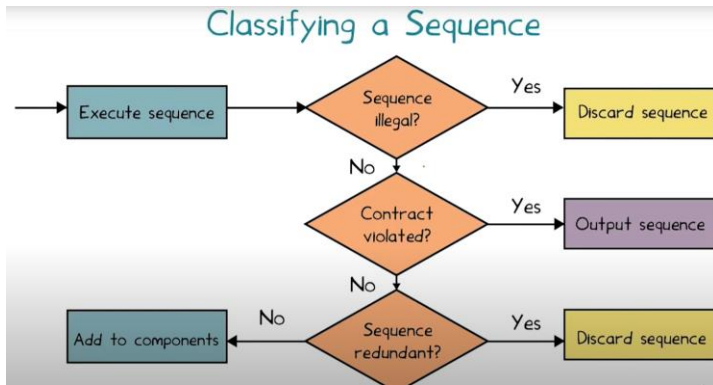 Classifying a Sequence
Execute sequence
Sequence
illegal?
Yes
Discard sequence
No
Contract
violated?
Yes
Output sequence
No
Add to components
No
Sequence
redundant?
Yes
Discard sequence